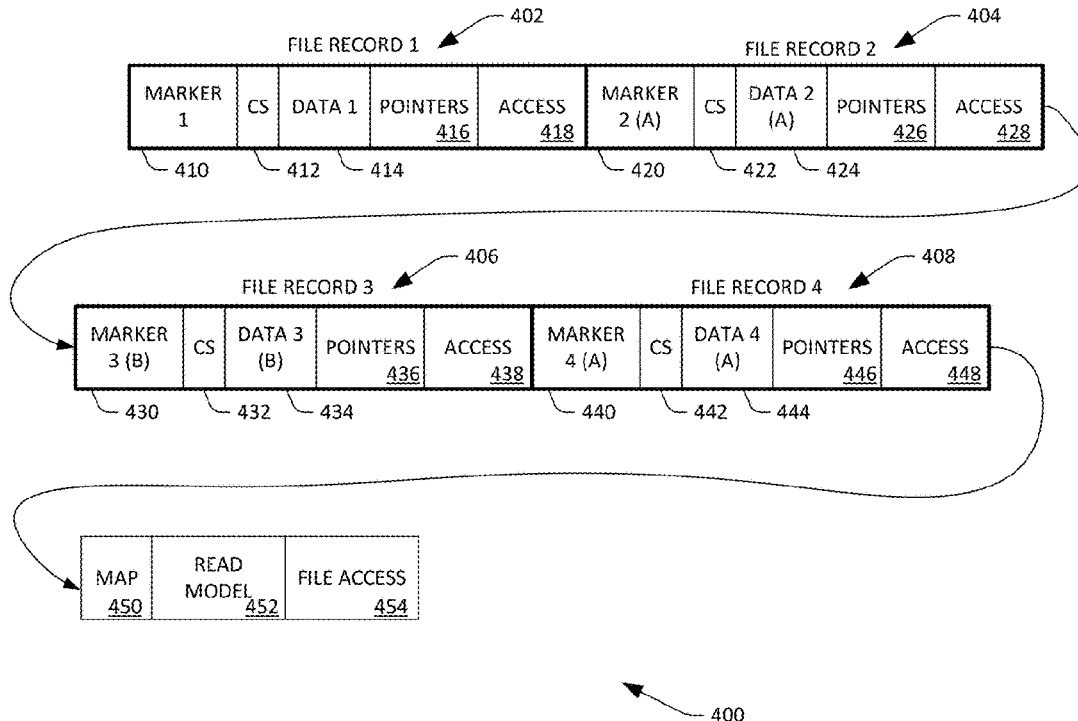 402
404
FILE RECORD 1
FILE RECORD 2
MARKER 1 CS DATA 1 POINTERS 416 ACCESS 418 MARKER 2 (A) CS DATA 2 (A) POINTERS 426 ACCESS 428
410 412 414 420 422 424
406
408
FILE RECORD 3
FILE RECORD 4
MARKER 3 (B) CS DATA 3 (B) POINTERS 436 ACCESS 438 MARKER 4 (A) CS DATA 4 (A) POINTERS 446 ACCESS 448
430 432 434 440 442 444
MAP 450 READ MODEL 452 FILE ACCESS 454
400